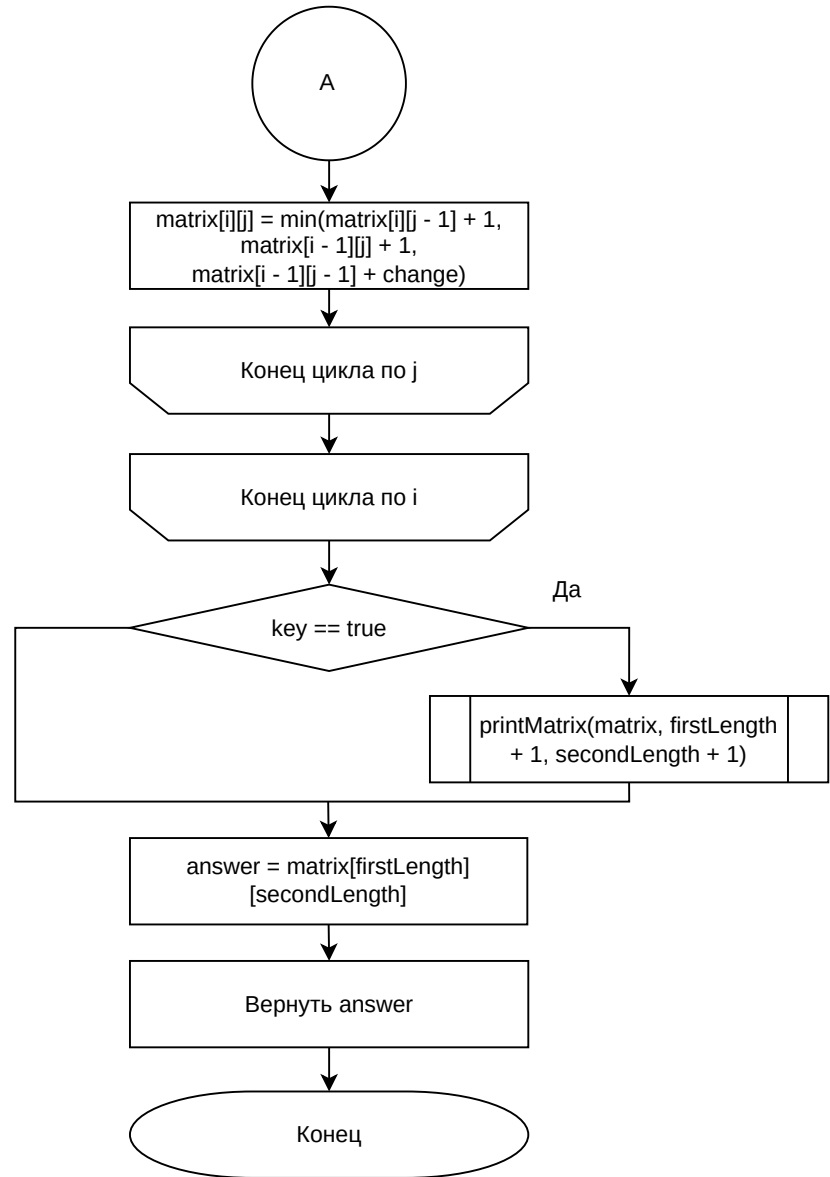 A
matrix[i][j] = min(matrix[i][j - 1] + 1,
matrix[i - 1][j] + 1,
matrix[i - 1][j - 1] + change)
Конец цикла по j
Конец цикла по i
Да
key == true
printMatrix(matrix, firstLength
+ 1, secondLength + 1)
answer = matrix[firstLength]
[secondLength]
Вернуть answer
Конец